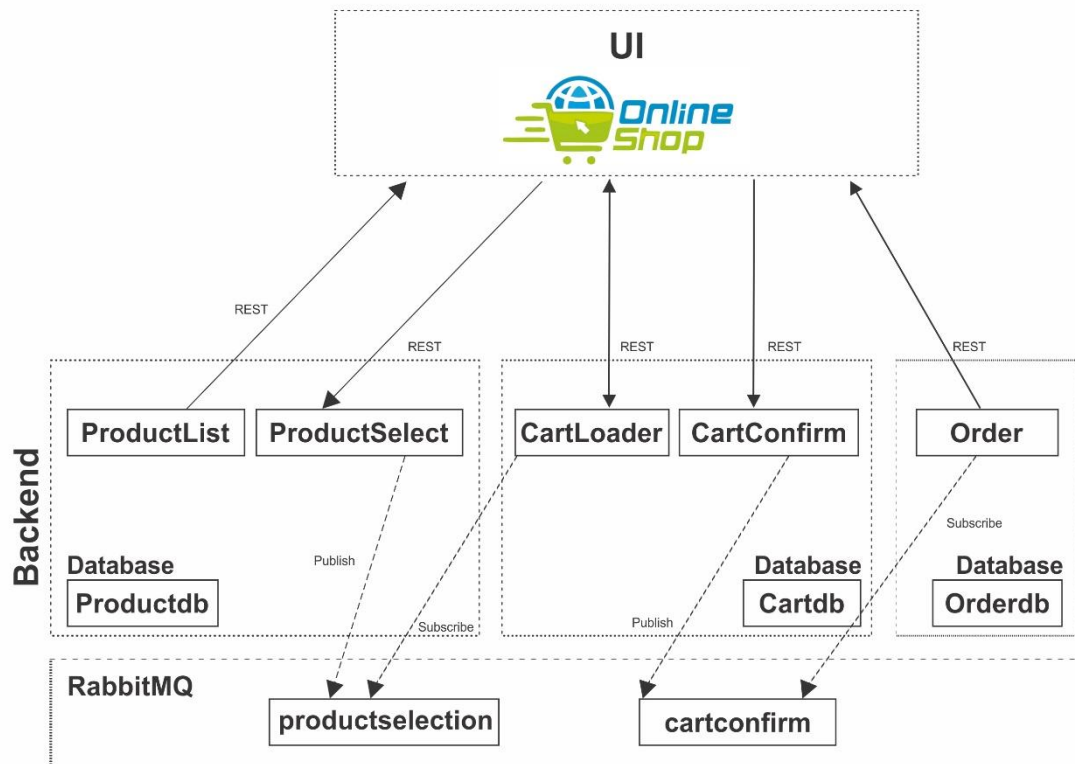 UI
Online
Shop
REST
REST
REST
REST
REST
Backend
ProductList
ProductSelect
CartLoader
CartConfirm
Order
Subscribe
Publish
Database
Productdb
Database
Cartdb
Database
Orderdb
Subscribe
Publish
RabbitMQ
productselection
cartconfirm